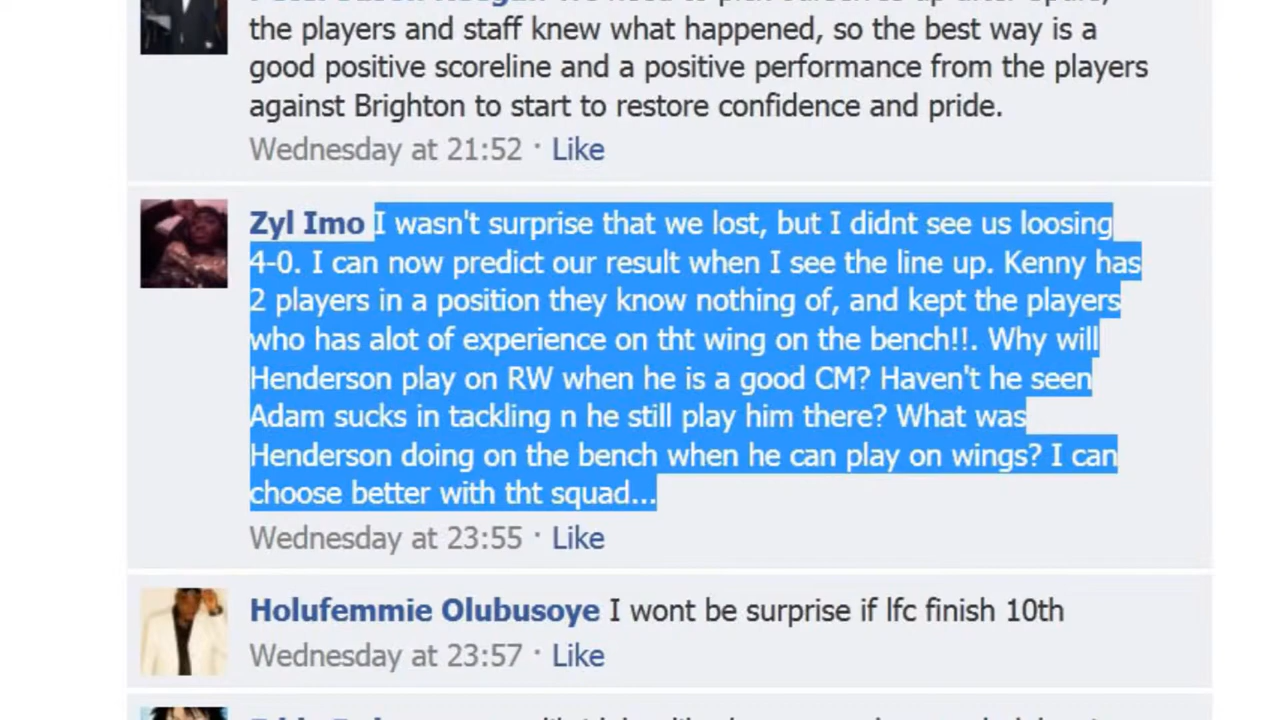 the players and staff knew what happened, so the best way is a
good positive scoreline and a positive performance from the players
against Brighton to start to restore confidence and pride.
Wednesday at 21:52 · Like
Zyl Imo I wasn't surprise that we lost, but I didnt see us loosing
4-0. I can now predict our result when I see the line up. Kenny has
2 players in a position they know nothing of, and kept the players
who has alot of experience on tht wing on the bench!!. Why will
Henderson play on RW when he is a good CM? Haven't he seen
Adam sucks in tackling n he still play him there? What was
Henderson doing on the bench when he can play on wings? I can
choose better with tht squad...
Wednesday at 23:55 · Like
Holufemmie Olubusoye I wont be surprise if lfc finish 10th
Wednesday at 23:57 · Like